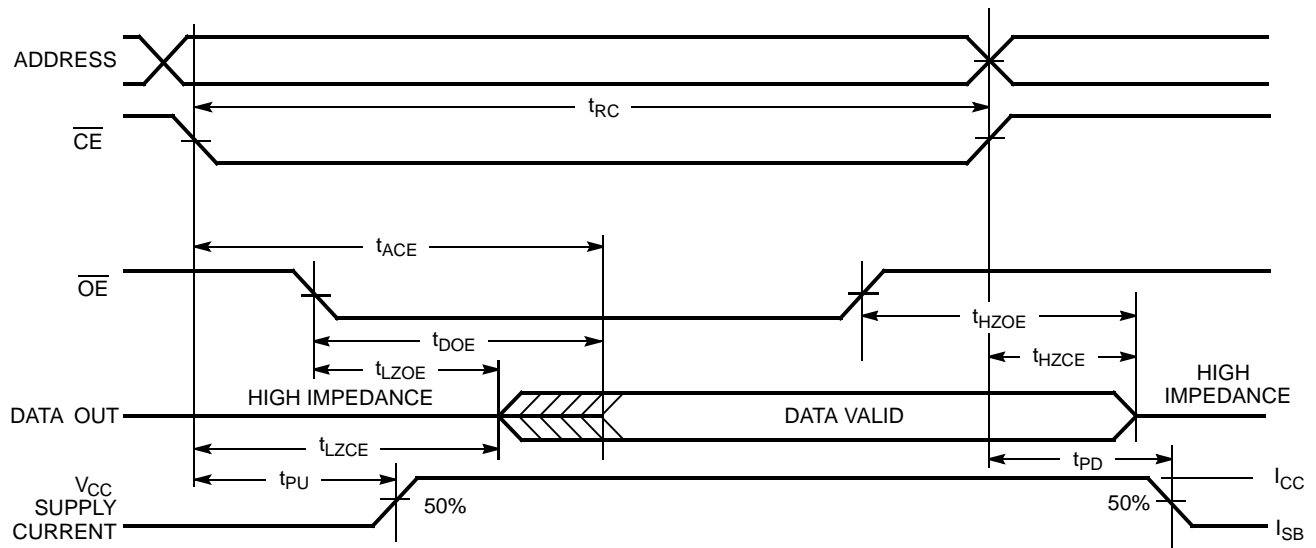 ADDRESS
tRC
CE
tACE
OE
tHZOE
tDOE
tHZCE
tLZOE
HIGH IMPEDANCE
HIGH
IMPEDANCE
DATA OUT
DATA VALID
tLZCE
tPU
tPD
VCC
SUPPLY
CURRENT
50%
50%
ICC
ISB